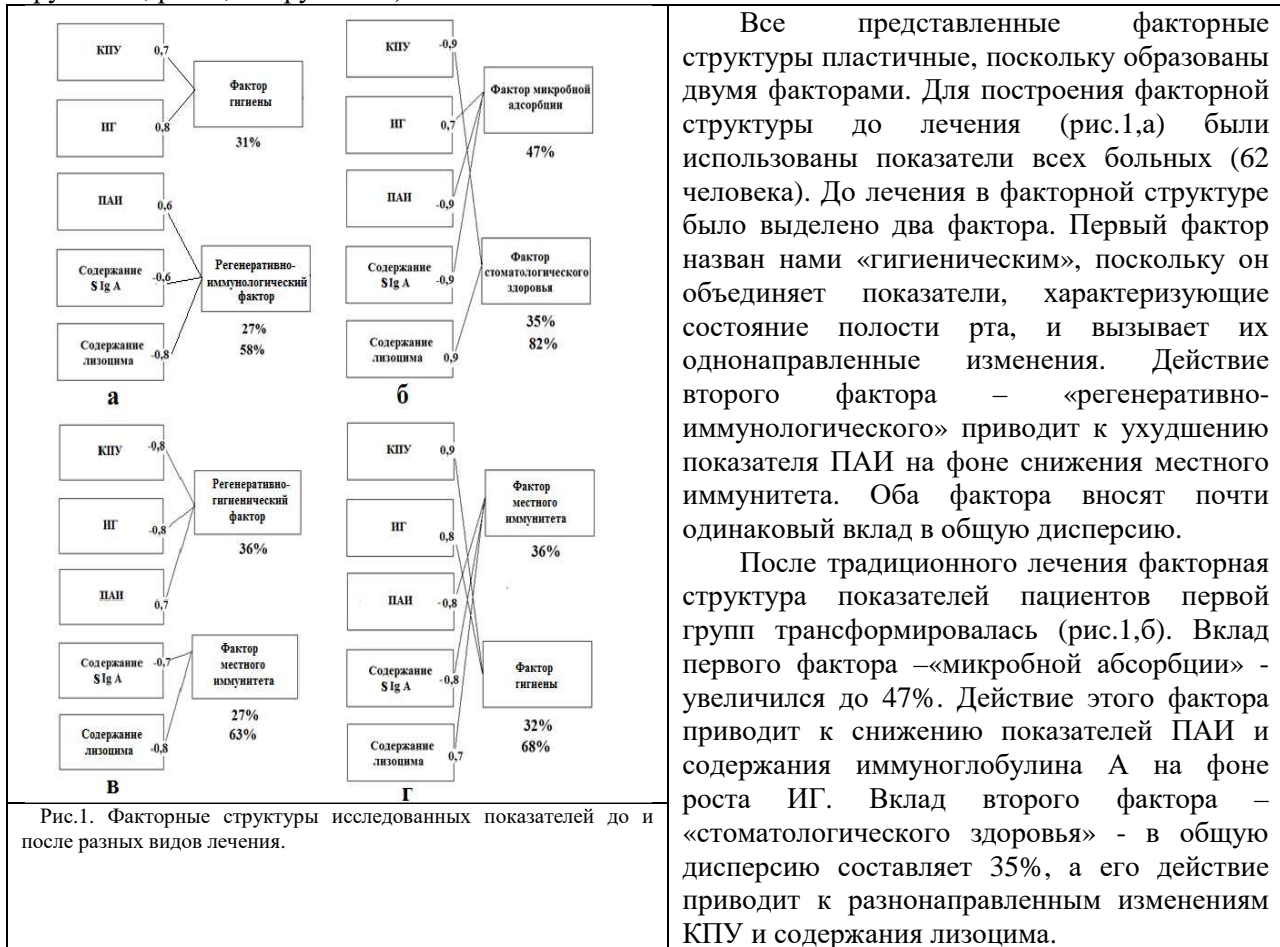 КПУ 0,7
ИГ 0,8
Фактор
гигиены
31%
ПАИ 0,6
Содержание -0,6
S Ig A
Содержание -0,8
лизоцима
Регенеративно-
иммунологический
фактор
27%
58%
а
КПУ -0,9
ИГ 0,7
Фактор микробной
адсорбции
47%
ПАИ -0,9
Содержание -0,9
S Ig A
Содержание
лизоцима 0,9
Фактор
стоматологического
здоровья
35%
82%
б
КПУ -0,8
ИГ -0,8
ПАИ 0,7
Регенеративно-
гигиенический
фактор
36%
Содержание -0,7
S Ig A
Содержание
лизоцима -0,8
Фактор
местного
иммунитета
27%
63%
в
КПУ 0,9
ИГ 0,8
ПАИ -0,8
Фактор
местного
иммунитета
36%
Содержание
S Ig A -0,8
Содержание 0,7
лизоцима
Фактор
гигиены
32%
68%
г
Рис.1. Факторные структуры исследованных показателей до и
после разных видов лечения.
Все представленные факторные
структуры пластичные, поскольку образованы
двумя факторами. Для построения факторной
структуры до лечения (рис.1,а) были
использованы показатели всех больных (62
человека). До лечения в факторной структуре
было выделено два фактора. Первый фактор
назван нами «гигиеническим», поскольку он
объединяет показатели, характеризующие
состояние полости рта, и вызывает их
однонаправленные изменения. Действие
второго фактора – «регенеративно-
иммунологического» приводит к ухудшению
показателя ПАИ на фоне снижения местного
иммунитета. Оба фактора вносят почти
одинаковый вклад в общую дисперсию.
После традиционного лечения факторная
структура показателей пациентов первой
групп трансформировалась (рис.1,б). Вклад
первого фактора –«микробной абсорбции» -
увеличился до 47%. Действие этого фактора
приводит к снижению показателей ПАИ и
содержания иммуноглобулина А на фоне
роста ИГ. Вклад второго фактора –
«стоматологического здоровья» - в общую
дисперсию составляет 35%, а его действие
приводит к разнонаправленным изменениям
КПУ и содержания лизоцима.